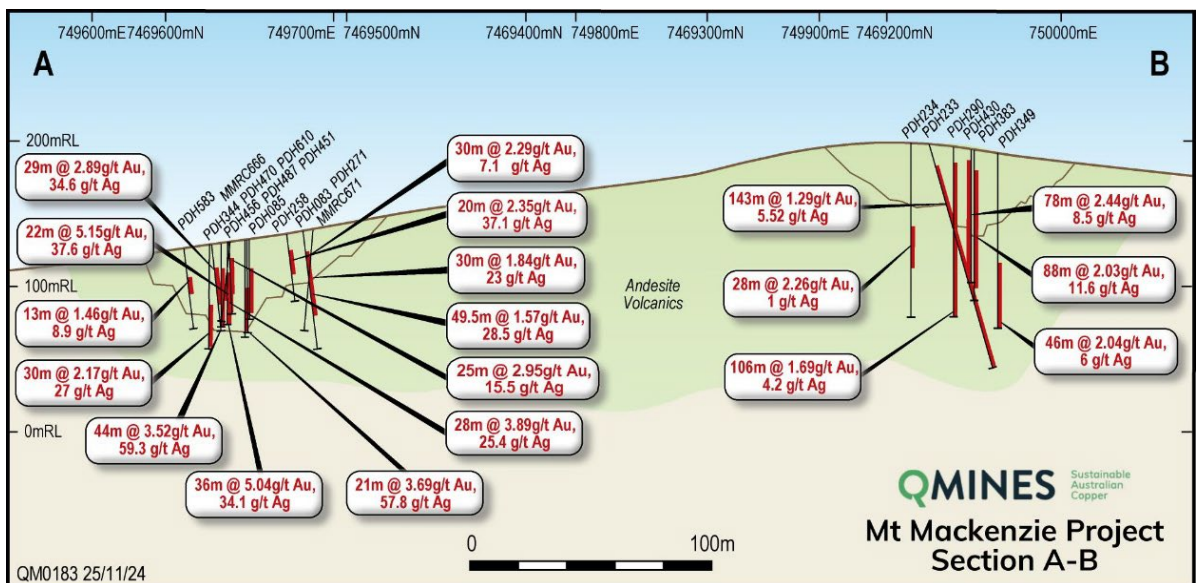 749600mE 7469600mN 749700mE 7469500mN 7469400mN 749800mE 7469300mN 749900mE 7469200mN 750000mE
A
B
200mRL
100mRL
0mRL
PDH583
MMRC666
PDH344
PDH470
PDH610
PDH456
PDH487
PDH451
PDH085
PDH258
PDH083
PDH271
MMRC671
PDH234
PDH233
PDH290
PDH430
PDH383
PDH349
29m @ 2.89g/t Au,
34.6 g/t Ag
22m @ 5.15g/t Au,
37.6 g/t Ag
13m @ 1.46g/t Au,
8.9 g/t Ag
30m @ 2.17g/t Au,
27 g/t Ag
44m @ 3.52g/t Au,
59.3 g/t Ag
36m @ 5.04g/t Au,
34.1 g/t Ag
21m @ 3.69g/t Au,
57.8 g/t Ag
30m @ 2.29g/t Au,
7.1 g/t Ag
20m @ 2.35g/t Au,
37.1 g/t Ag
30m @ 1.84g/t Au,
23 g/t Ag
49.5m @ 1.57g/t Au,
28.5 g/t Ag
25m @ 2.95g/t Au,
15.5 g/t Ag
28m @ 3.89g/t Au,
25.4 g/t Ag
Andesite
Volcanics
143m @ 1.29g/t Au,
5.52 g/t Ag
28m @ 2.26g/t Au,
1 g/t Ag
106m @ 1.69g/t Au,
4.2 g/t Ag
78m @ 2.44g/t Au,
8.5 g/t Ag
88m @ 2.03g/t Au,
11.6 g/t Ag
46m @ 2.04g/t Au,
6 g/t Ag
QMINES
Sustainable
Australian
Copper
Mt Mackenzie Project
Section A-B
0 100m
QM0183 25/11/24